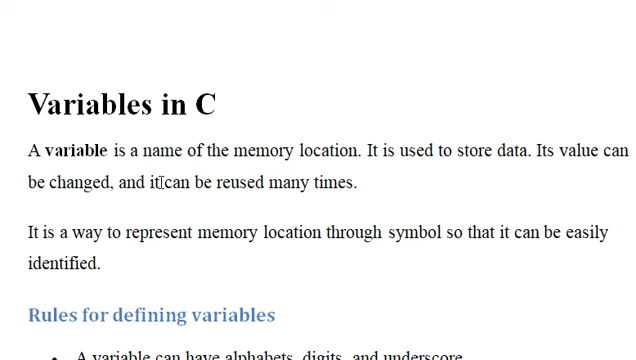 Variables in C
A variable is a name of the memory location. It is used to store data. Its value can
be changed, and it can be reused many times.
It is a way to represent memory location through symbol so that it can be easily
identified.
Rules for defining variables
• A variable can have alphabets, digits, and underscore.